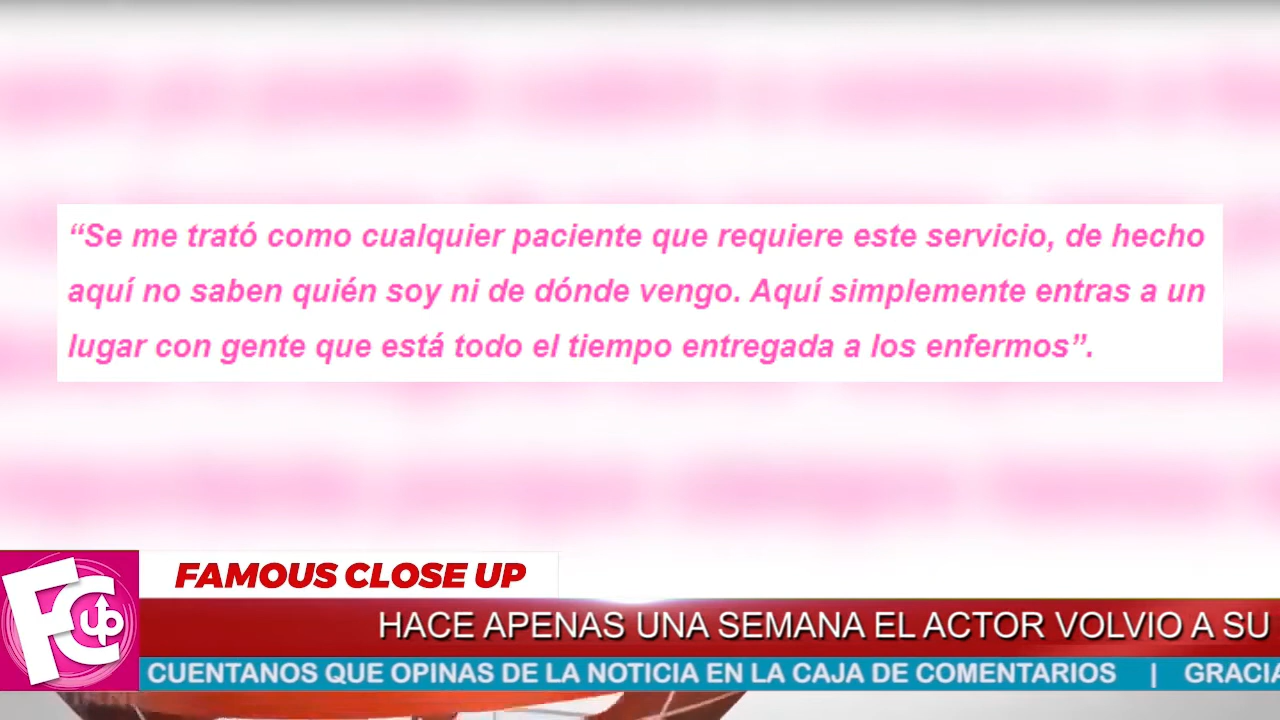 “Se me trató como cualquier paciente que requiere este servicio, de hecho
aquí no saben quién soy ni de dónde vengo. Aquí simplemente entras a un
lugar con gente que está todo el tiempo entregada a los enfermos”.
FC UP
FAMOUS CLOSE UP
HACE APENAS UNA SEMANA EL ACTOR VOLVIO A SU
CUENTANOS QUE OPINAS DE LA NOTICIA EN LA CAJA DE COMENTARIOS | GRACIA